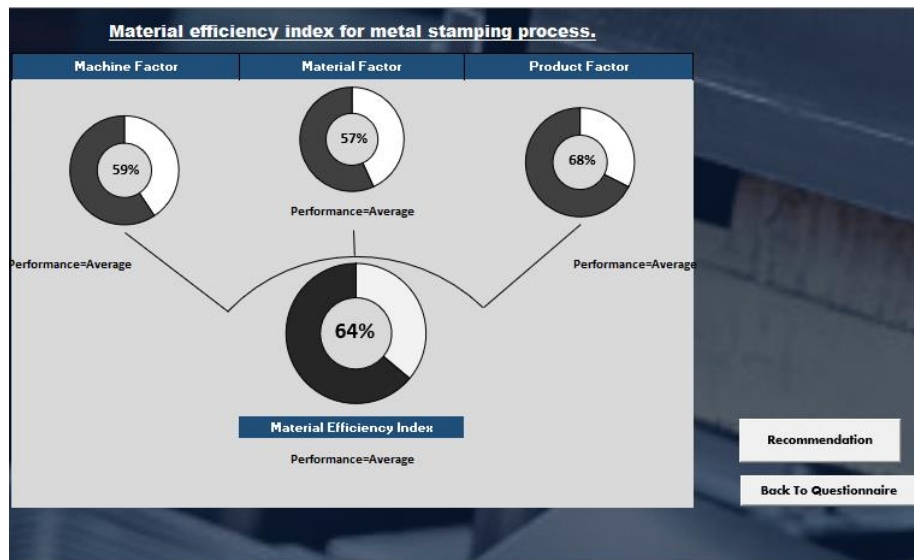 Material efficiency index for metal stamping process.
Machine Factor
Material Factor
Product Factor
59%
57%
68%
Performance=Average
Performance=Average
Performance=Average
64%
Material Efficiency Index
Performance=Average
Recommendation
Back To Questionnaire